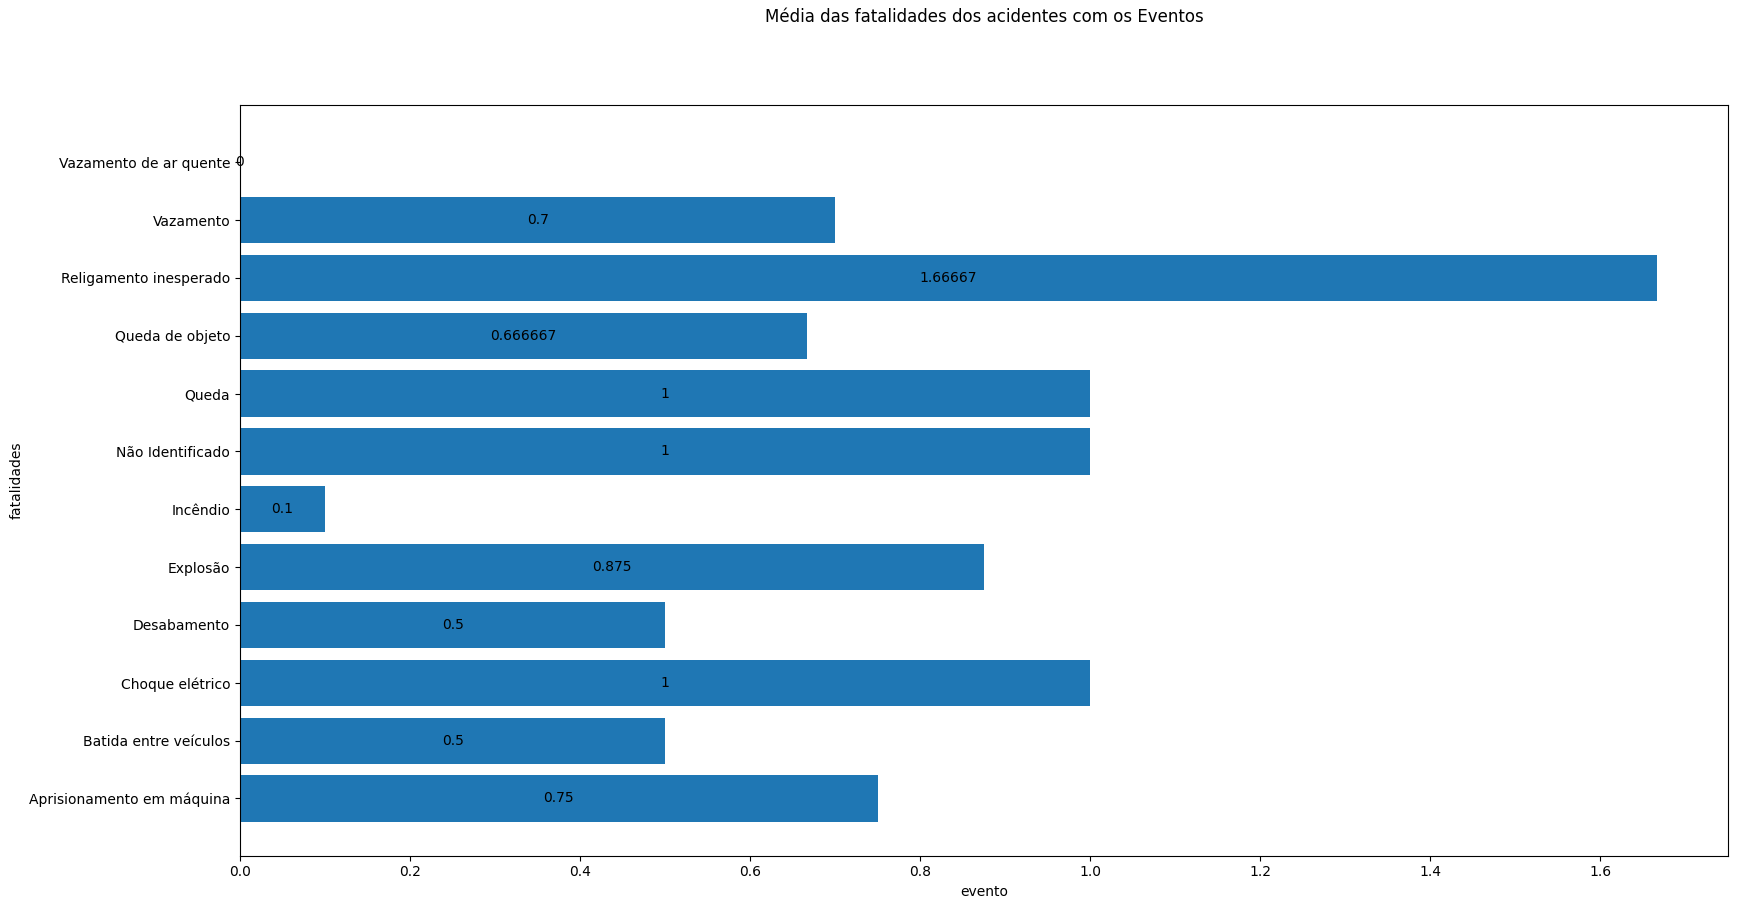 Média das fatalidades dos acidentes com os Eventos
fatalidades
Vazamento de ar quente 0
Vazamento 0.7
Religamento inesperado 1.66667
Queda de objeto 0.666667
Queda 1
Não Identificado 1
Incêndio 0.1
Explosão 0.875
Desabamento 0.5
Choque elétrico 1
Batida entre veículos 0.5
Aprisionamento em máquina 0.75
0.0 0.2 0.4 0.6 0.8 1.0 1.2 1.4 1.6
evento